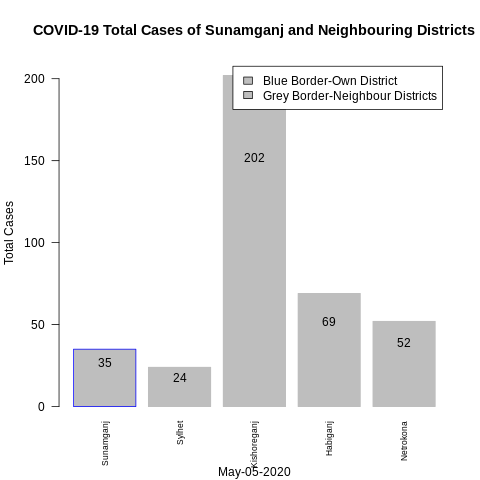 COVID-19 Total Cases of Sunamganj and Neighbouring Districts
Blue Border-Own District
Grey Border-Neighbour Districts
Total Cases
200
150
100
50
0
202
69
52
35
24
Sunamganj
Sylhet
Kishoreganj
Habiganj
Netrokona
May-05-2020